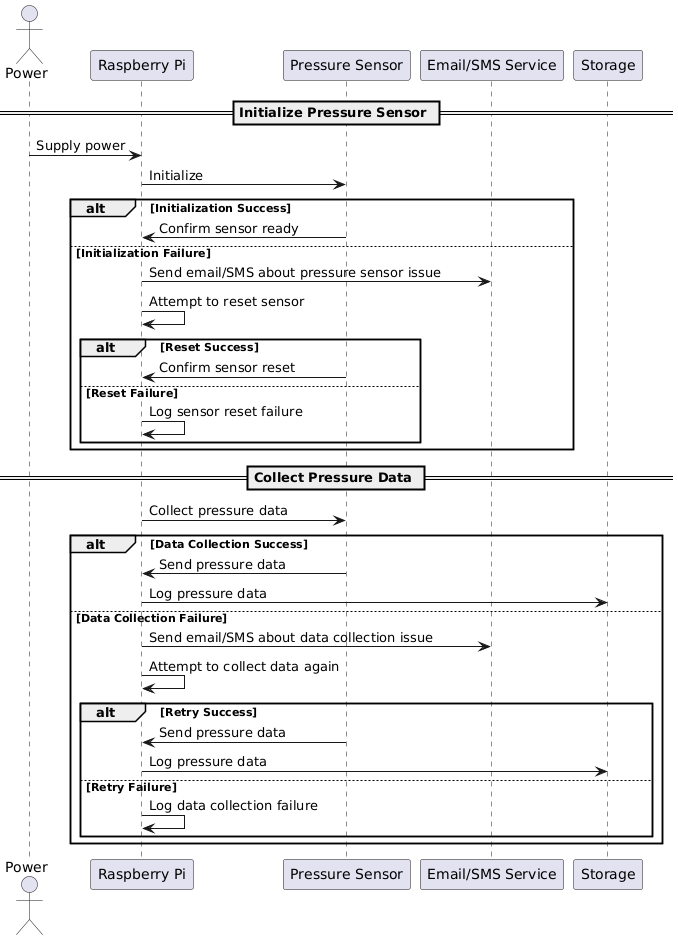 Power
Raspberry Pi
Pressure Sensor
Email/SMS Service
Storage
Initialize Pressure Sensor
Supply power
Initialize
alt
[Initialization Success]
Confirm sensor ready
[Initialization Failure]
Send email/SMS about pressure sensor issue
Attempt to reset sensor
alt
[Reset Success]
Confirm sensor reset
[Reset Failure]
Log sensor reset failure
Collect Pressure Data
Collect pressure data
alt
[Data Collection Success]
Send pressure data
Log pressure data
[Data Collection Failure]
Send email/SMS about data collection issue
Attempt to collect data again
alt
[Retry Success]
Send pressure data
Log pressure data
[Retry Failure]
Log data collection failure
Power
Raspberry Pi
Pressure Sensor
Email/SMS Service
Storage